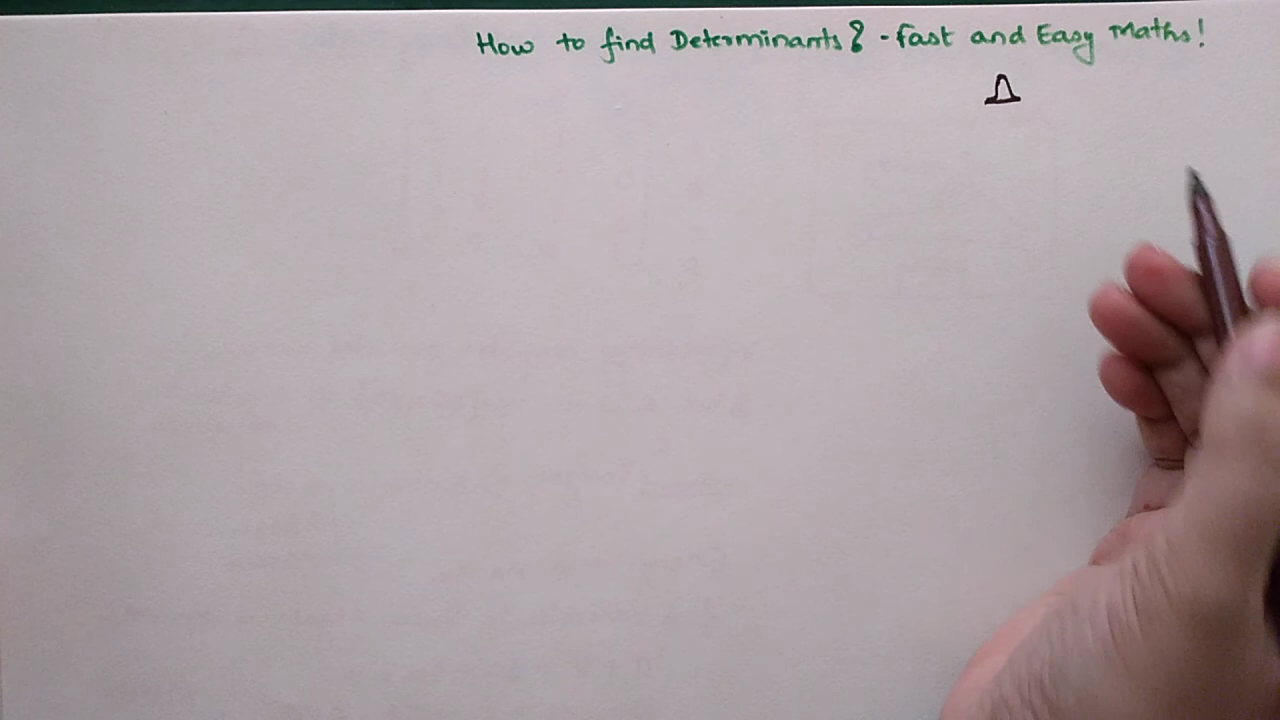 How to find Determinants? - Fast and Easy Maths!
Δ